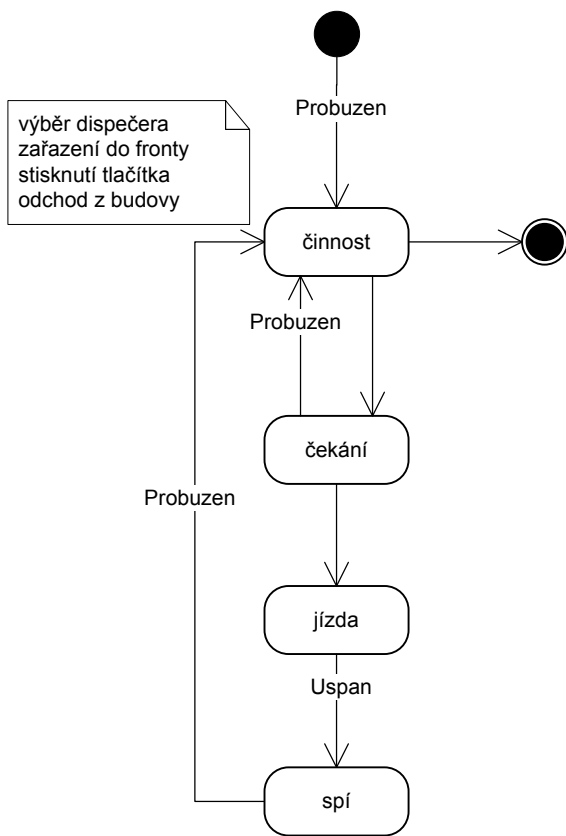 Probuzen
výběr dispečera
zařazení do fronty
stisknutí tlačítka
odchod z budovy
činnost
Probuzen
čekání
Probuzen
jízda
Uspan
spí